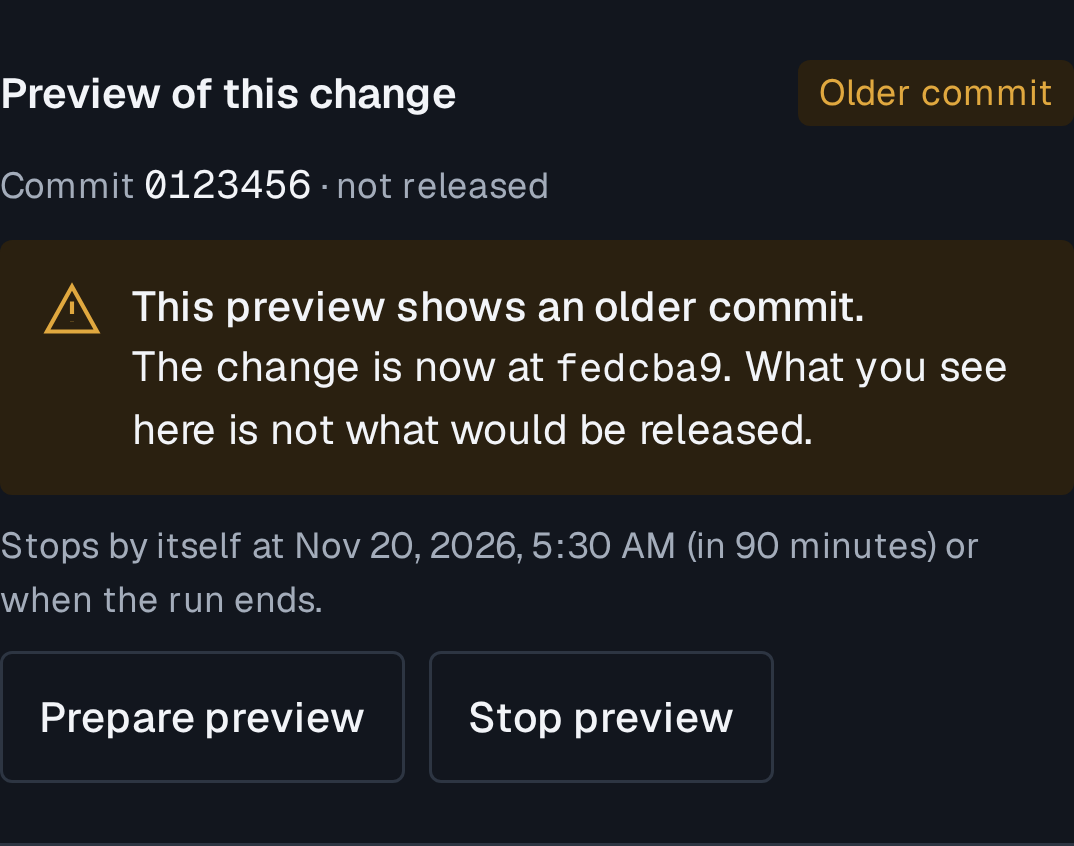 Preview of this change
Older commit
Commit 0123456 · not released
This preview shows an older commit.
The change is now at fedcba9. What you see
here is not what would be released.
Stops by itself at Nov 20, 2026, 5:30 AM (in 90 minutes) or
when the run ends.
Prepare preview
Stop preview